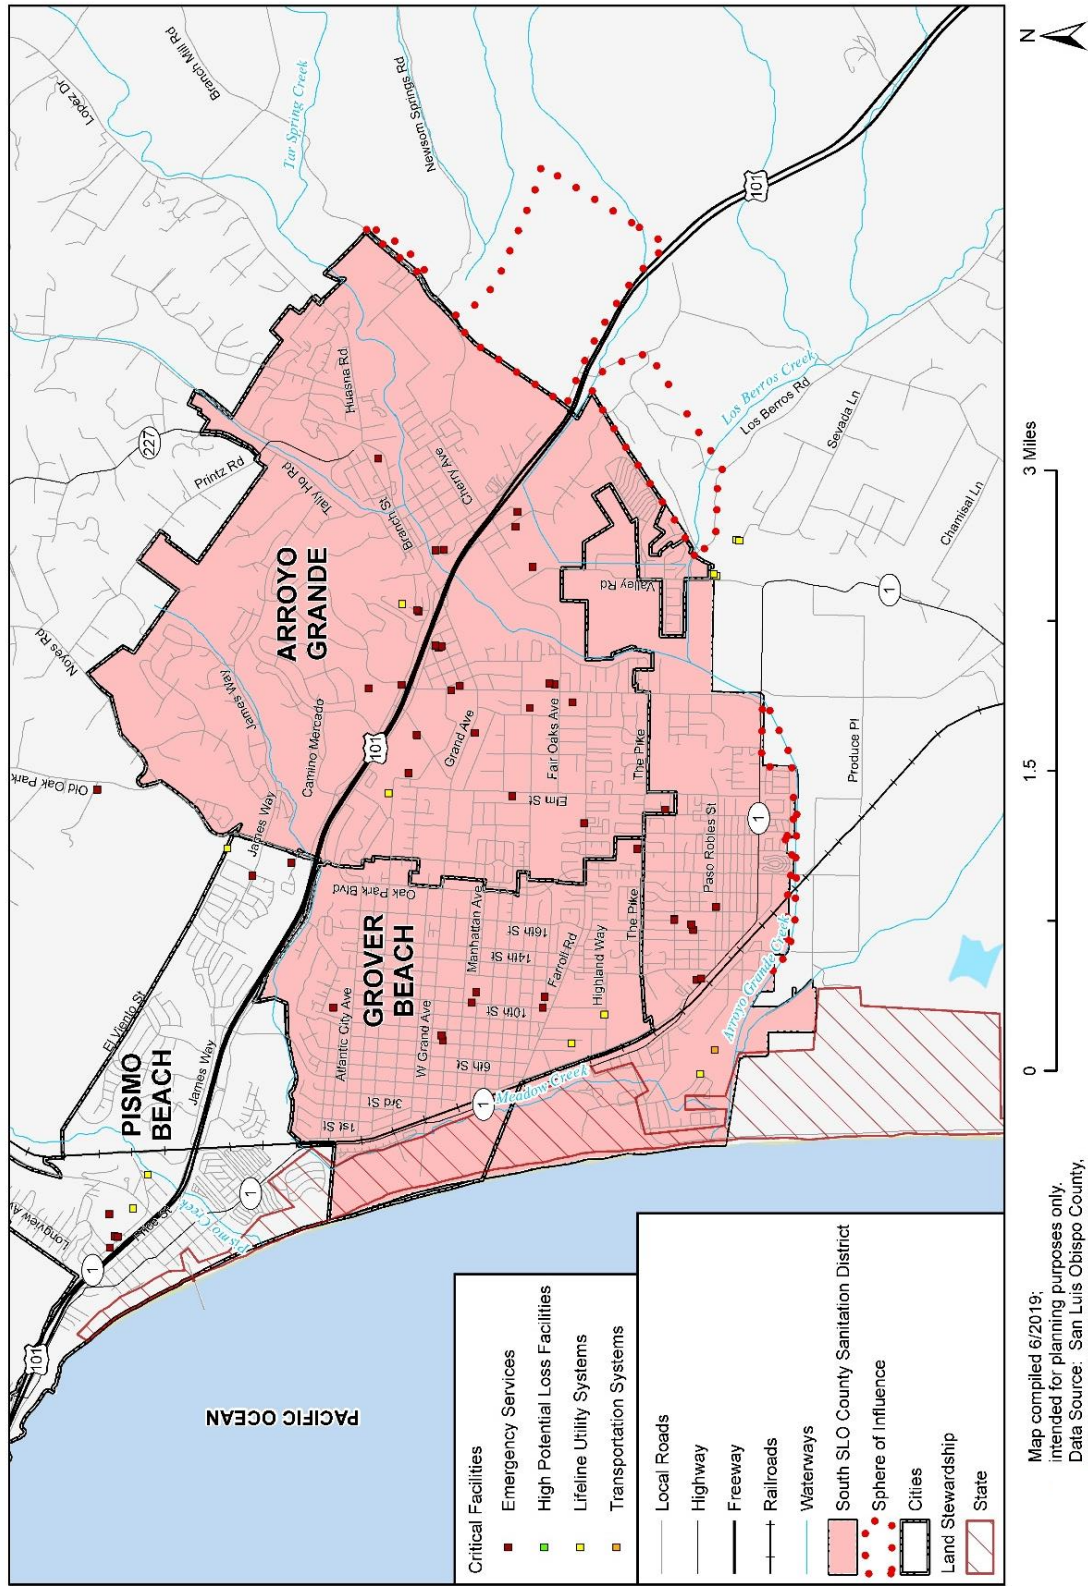 Lopez Dr
Branch Mill Rd
Tar Spring Creek
Newsom Springs Rd
101
Huasna Rd
227
Printz Rd
Tally Ho Rd
Branch St
Cherry Ave
Los Berros Creek
Los Berros Rd
Sevada Ln
Chamisal Ln
Valley Rd
1
Noyes Rd
ARROYO
GRANDE
James Way
Camino Mercado
101
Grand Ave
Fair Oaks Ave
The Pike
Elm St
Old Oak Park
James Way
Produce Pl
1
Paso Robles St
Oak Park Blvd
GROVER
BEACH
Manhattan Ave
16th St
14th St
Farroll Rd
The Pike
Highland Way
10th St
Atlantic City Ave
W Grand Ave
6th St
3rd St
1st St
Arroyo Grande Creek
Meadow Creek
1
El Viento St
PISMO
BEACH
James Way
1
Pismo Creek
Price St
Longview Av
1
101
PACIFIC OCEAN
Critical Facilities
Emergency Services
High Potential Loss Facilities
Lifeline Utility Systems
Transportation Systems
Local Roads
Highway
Freeway
Railroads
Waterways
South SLO County Sanitation District
Sphere of Influence
Cities
Land Stewardship
State
N
0 1.5 3 Miles
Map compiled 6/2019;
intended for planning purposes only.
Data Source: San Luis Obispo County,